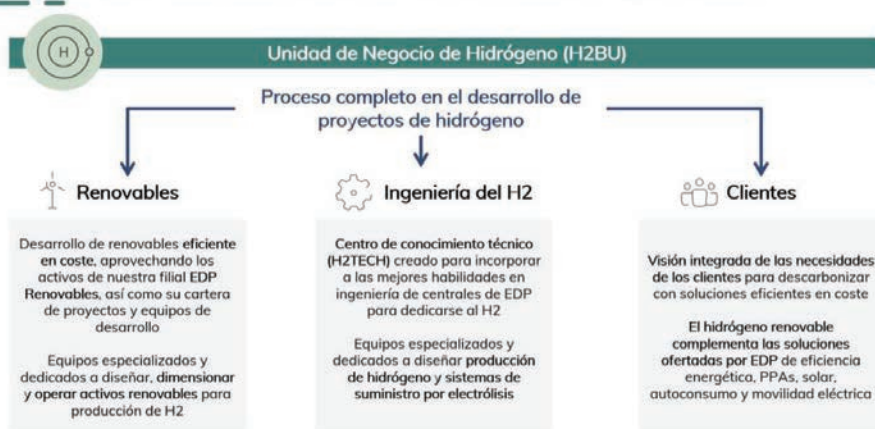 H
Unidad de Negocio de Hidrógeno (H2BU)
Proceso completo en el desarrollo de
proyectos de hidrógeno
Renovables
Desarrollo de renovables eficiente
en coste, aprovechando los
activos de nuestra filial EDP
Renovables, así como su cartera
de proyectos y equipos de
desarrollo
Equipos especializados y
dedicados a diseñar, dimensionar
y operar activos renovables para
producción de H2
Ingeniería del H2
Centro de conocimiento técnico
(H2TECH) creado para incorporar
a las mejores habilidades en
ingeniería de centrales de EDP
para dedicarse al H2
Equipos especializados y
dedicados a diseñar producción
de hidrógeno y sistemas de
suministro por electrólisis
Clientes
Visión integrada de las necesidades
de los clientes para descarbonizar
con soluciones eficientes en coste
El hidrógeno renovable
complementa las soluciones
ofertadas por EDP de eficiencia
energética, PPAs, solar,
autoconsumo y movilidad eléctrica